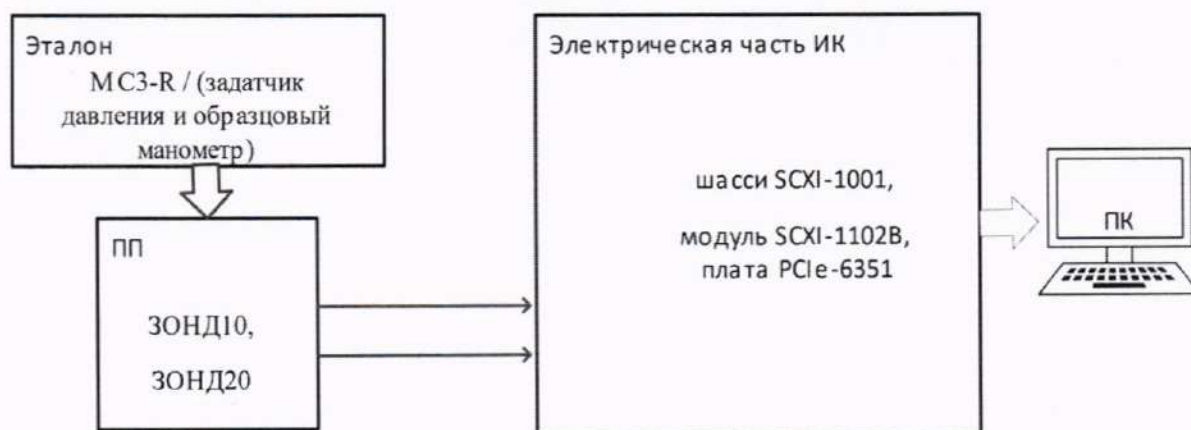 Эталон
МС3-R / (задатчик
давления и образцовый
манометр)
ПП
ЗОНД10,
ЗОНД20
Электрическая часть ИК
шасси SCXI-1001,
модуль SCXI-1102B,
плата PCIe-6351
ПК